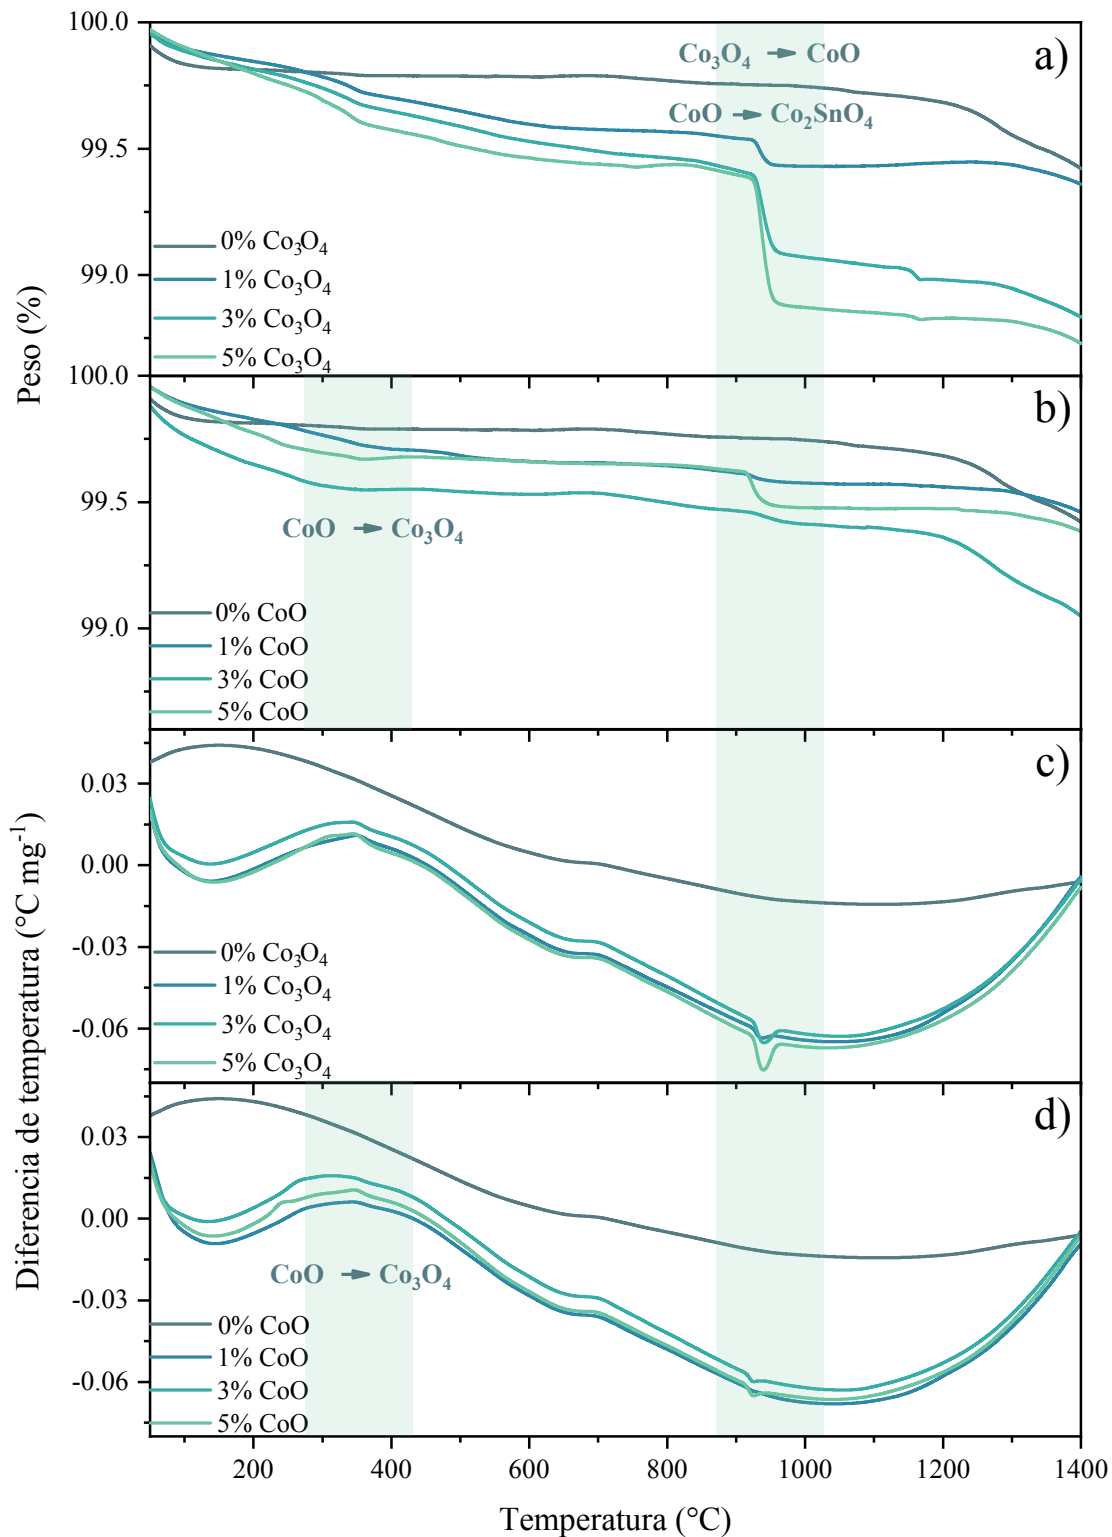 100.0
99.5
99.0
a)
Co₃O₄ → CoO
CoO → Co₂SnO₄
0% Co₃O₄
1% Co₃O₄
3% Co₃O₄
5% Co₃O₄
Peso (%)
100.0
99.5
99.0
b)
CoO → Co₃O₄
0% CoO
1% CoO
3% CoO
5% CoO
0.03
0.00
-0.03
-0.06
c)
0% Co₃O₄
1% Co₃O₄
3% Co₃O₄
5% Co₃O₄
Diferencia de temperatura (°C mg⁻¹)
0.03
0.00
-0.03
-0.06
d)
CoO → Co₃O₄
0% CoO
1% CoO
3% CoO
5% CoO
200 400 600 800 1000 1200 1400
Temperatura (°C)